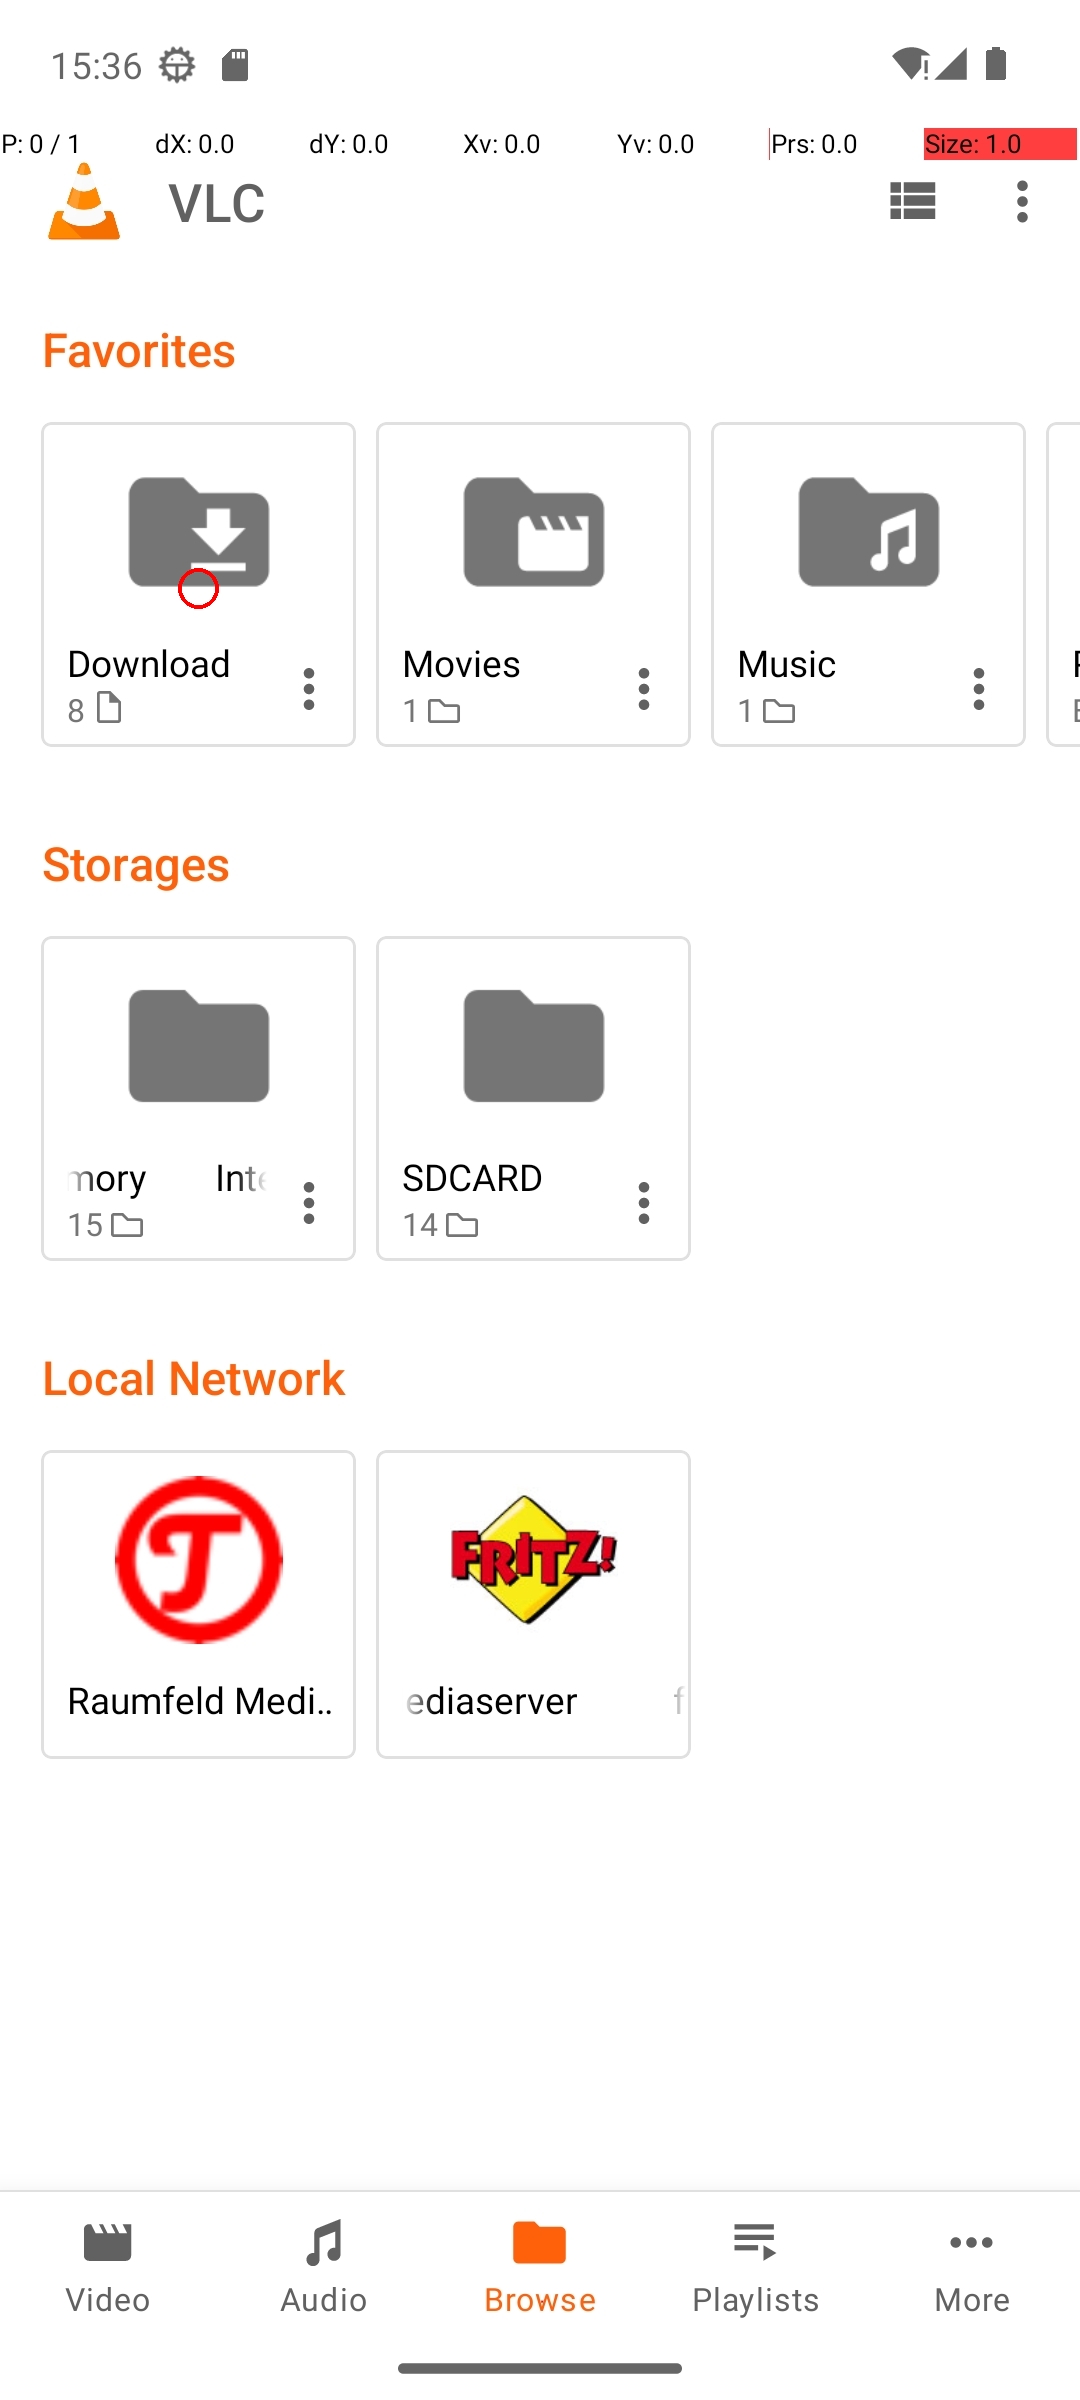 15:36
P: 0 / 1 dX: 0.0 dY: 0.0 Xv: 0.0 Yv: 0.0 Prs: 0.0 Size: 1.0
VLC
Favorites
Download Movies Music
8 1 1
Storages
mory Inte SDCARD
15 14
Local Network
FRITZ!
Raumfeld Medi.. ediaserver f
Video Audio Browse Playlists More